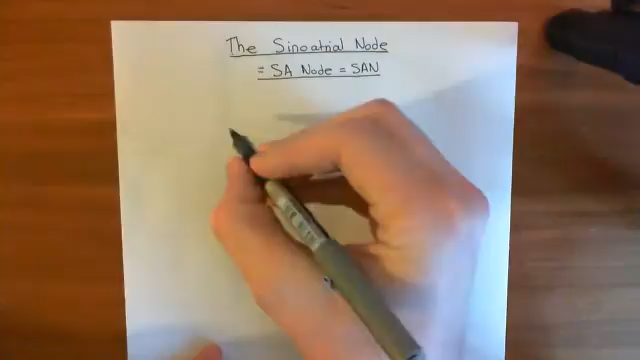 The Sinoatrial Node
= SA Node = SAN